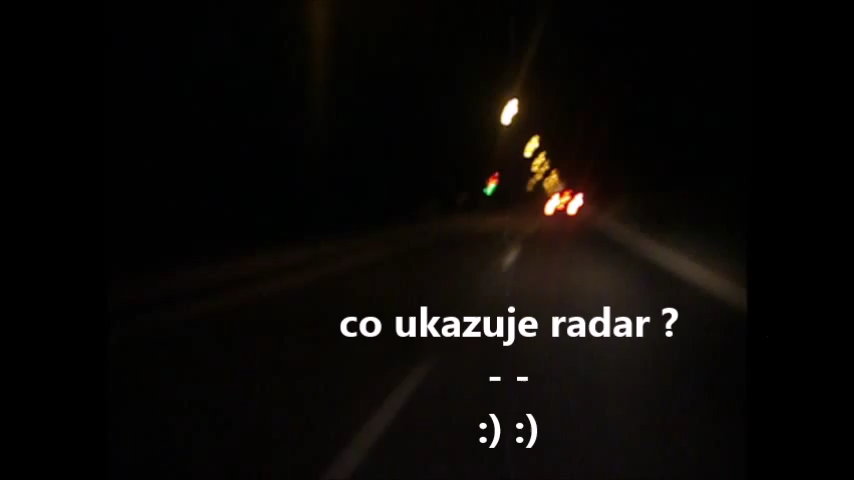 co ukazuje radar ?
- -
:) :)